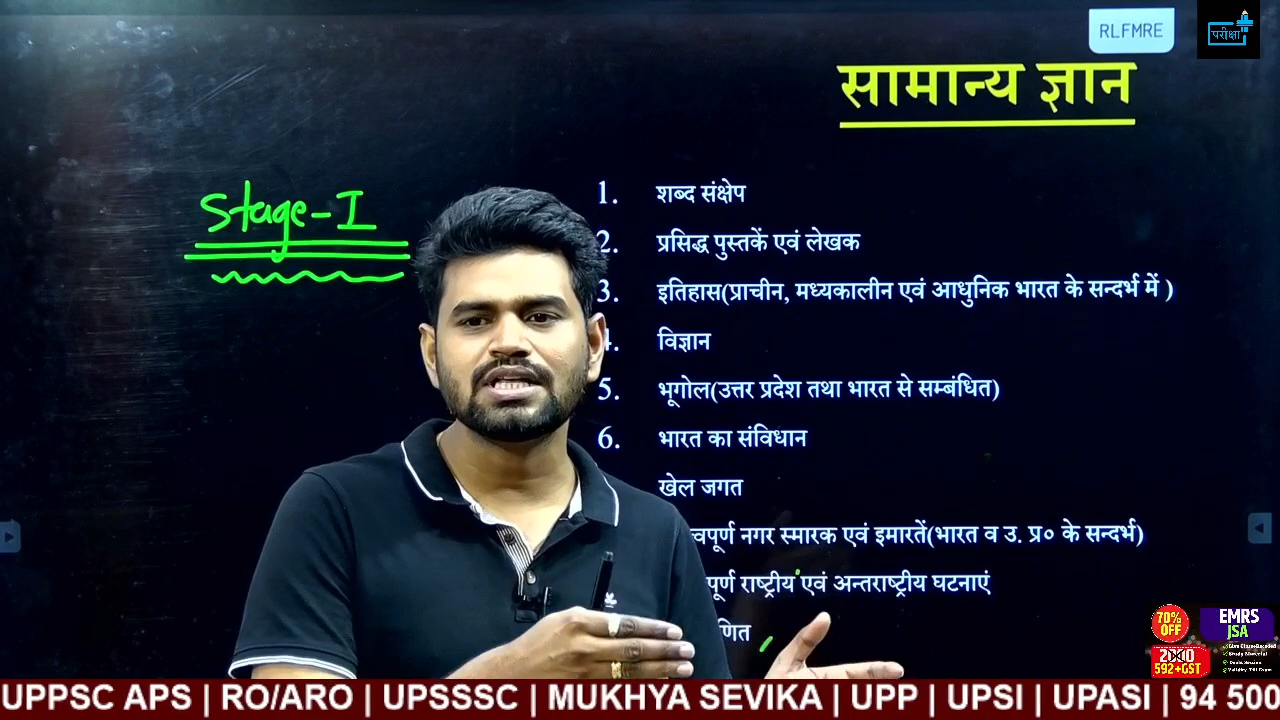 RLFMRE
परीक्षा
सामान्य ज्ञान
Stage-I
1. शब्द संक्षेप
2. प्रसिद्ध पुस्तकें एवं लेखक
3. इतिहास(प्राचीन, मध्यकालीन एवं आधुनिक भारत के सन्दर्भ में )
4. विज्ञान
5. भूगोल(उत्तर प्रदेश तथा भारत से सम्बंधित)
6. भारत का संविधान
खेल जगत
नगर स्मारक एवं इमारतें(भारत व उ. प्र० के सन्दर्भ)
राष्ट्रीय एवं अन्तराष्ट्रीय घटनाएं
70% OFF
EMRS
JSA
592+GST
UPPSC APS | RO/ARO | UPSSSC | MUKHYA SEVIKA | UPP | UPSI | UPASI | 94 500